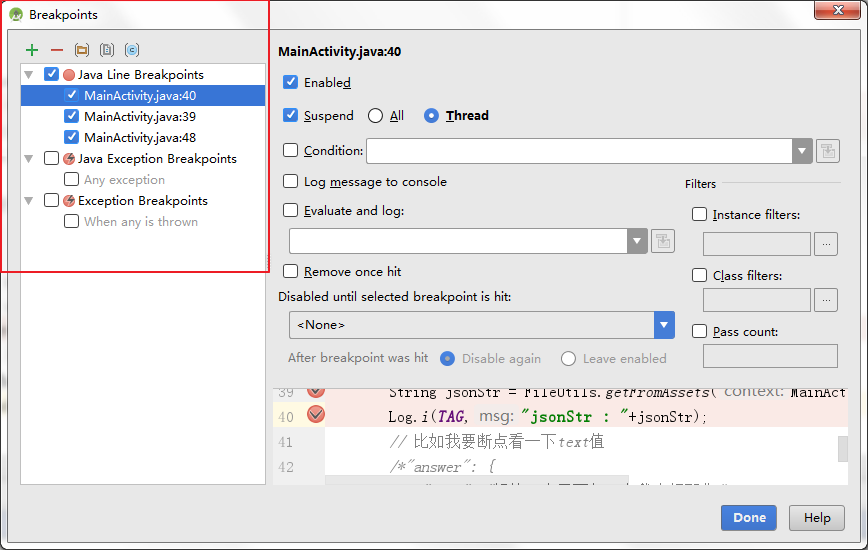 Breakpoints
Java Line Breakpoints
MainActivity.java:40
MainActivity.java:39
MainActivity.java:48
Java Exception Breakpoints
Any exception
Exception Breakpoints
When any is thrown
MainActivity.java:40
Enabled
Suspend All Thread
Condition:
Log message to console
Evaluate and log:
Remove once hit
Disabled until selected breakpoint is hit:
<None>
After breakpoint was hit Disable again Leave enabled
Filters
Instance filters:
...
Class filters:
...
Pass count:
39 String jsonStr = FileUtils.getFromAssets( context: MainAct
40 Log.i(TAG, msg: "jsonStr : "+jsonStr);
41 // 比如我要断点看一下text值
42 /*"answer": {
Done Help